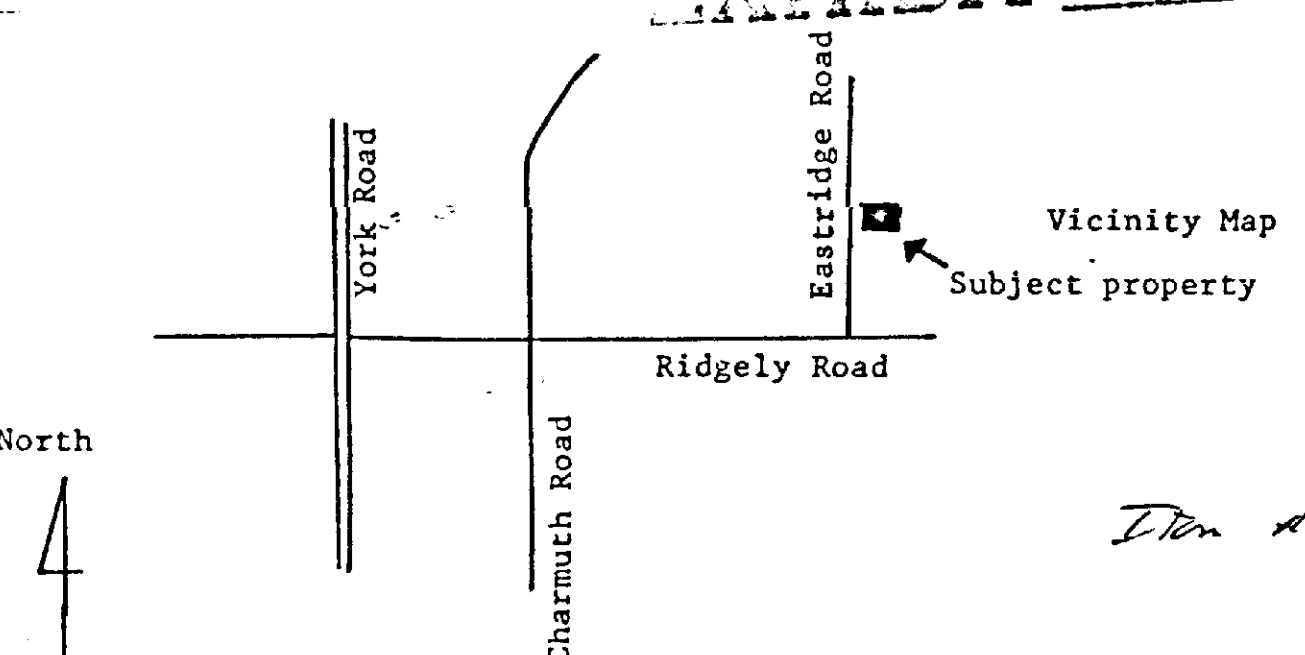 Eastridge Road
York Road
Vicinity Map
Subject property
Ridgely Road
North
Charmuth Road